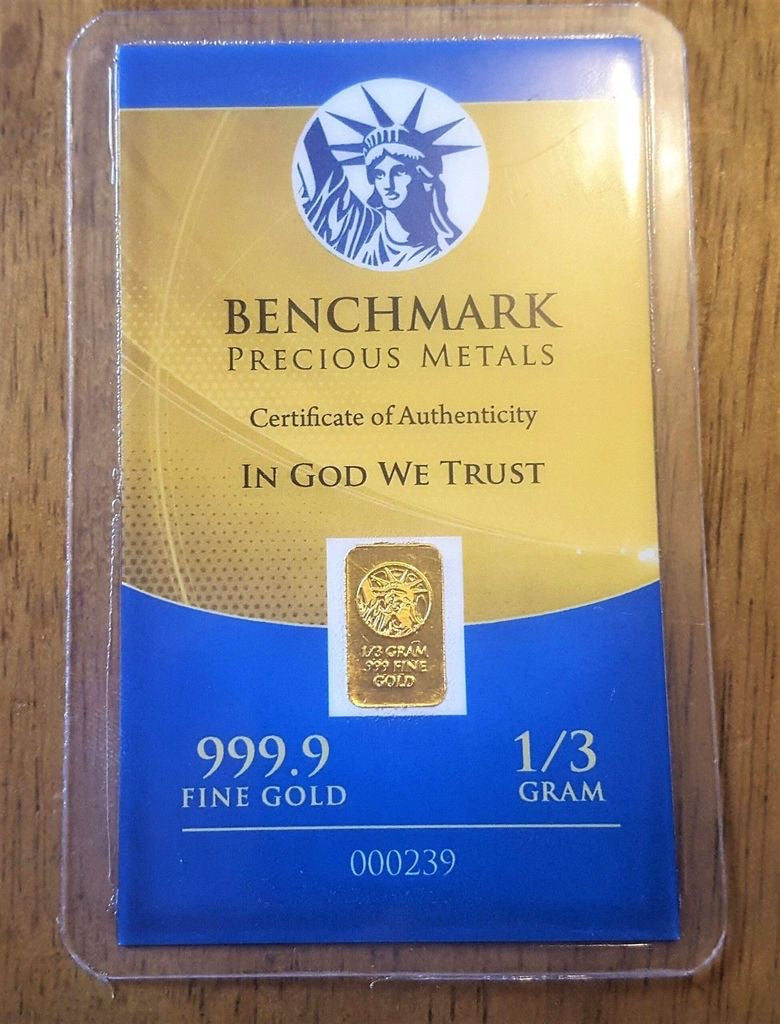 BENCHMARK
PRECIOUS METALS
Certificate of Authenticity
IN GOD WE TRUST
1/3 GRAM
.999 FINE
GOLD
999.9
FINE GOLD
1/3
GRAM
000239